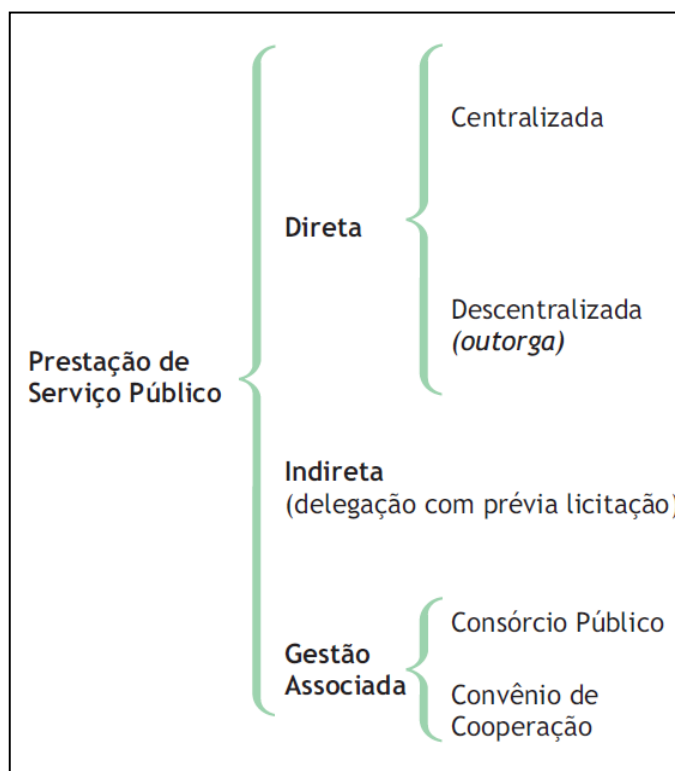 Prestação de
Serviço Público
Direta
Centralizada
Descentralizada
(outorga)
Indireta
(delegação com prévia licitação)
Gestão
Associada
Consórcio Público
Convênio de
Cooperação